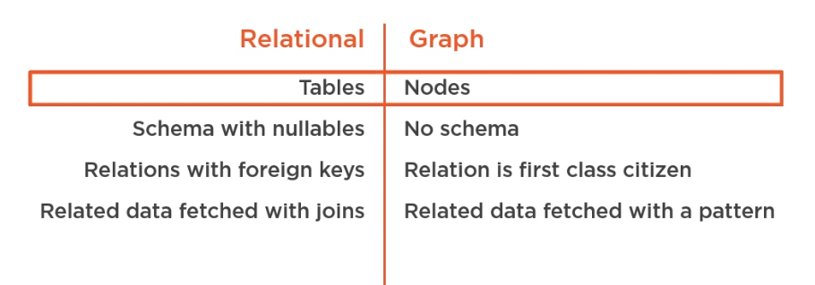 Relational Graph
Tables Nodes
Schema with nullables No schema
Relations with foreign keys Relation is first class citizen
Related data fetched with joins Related data fetched with a pattern